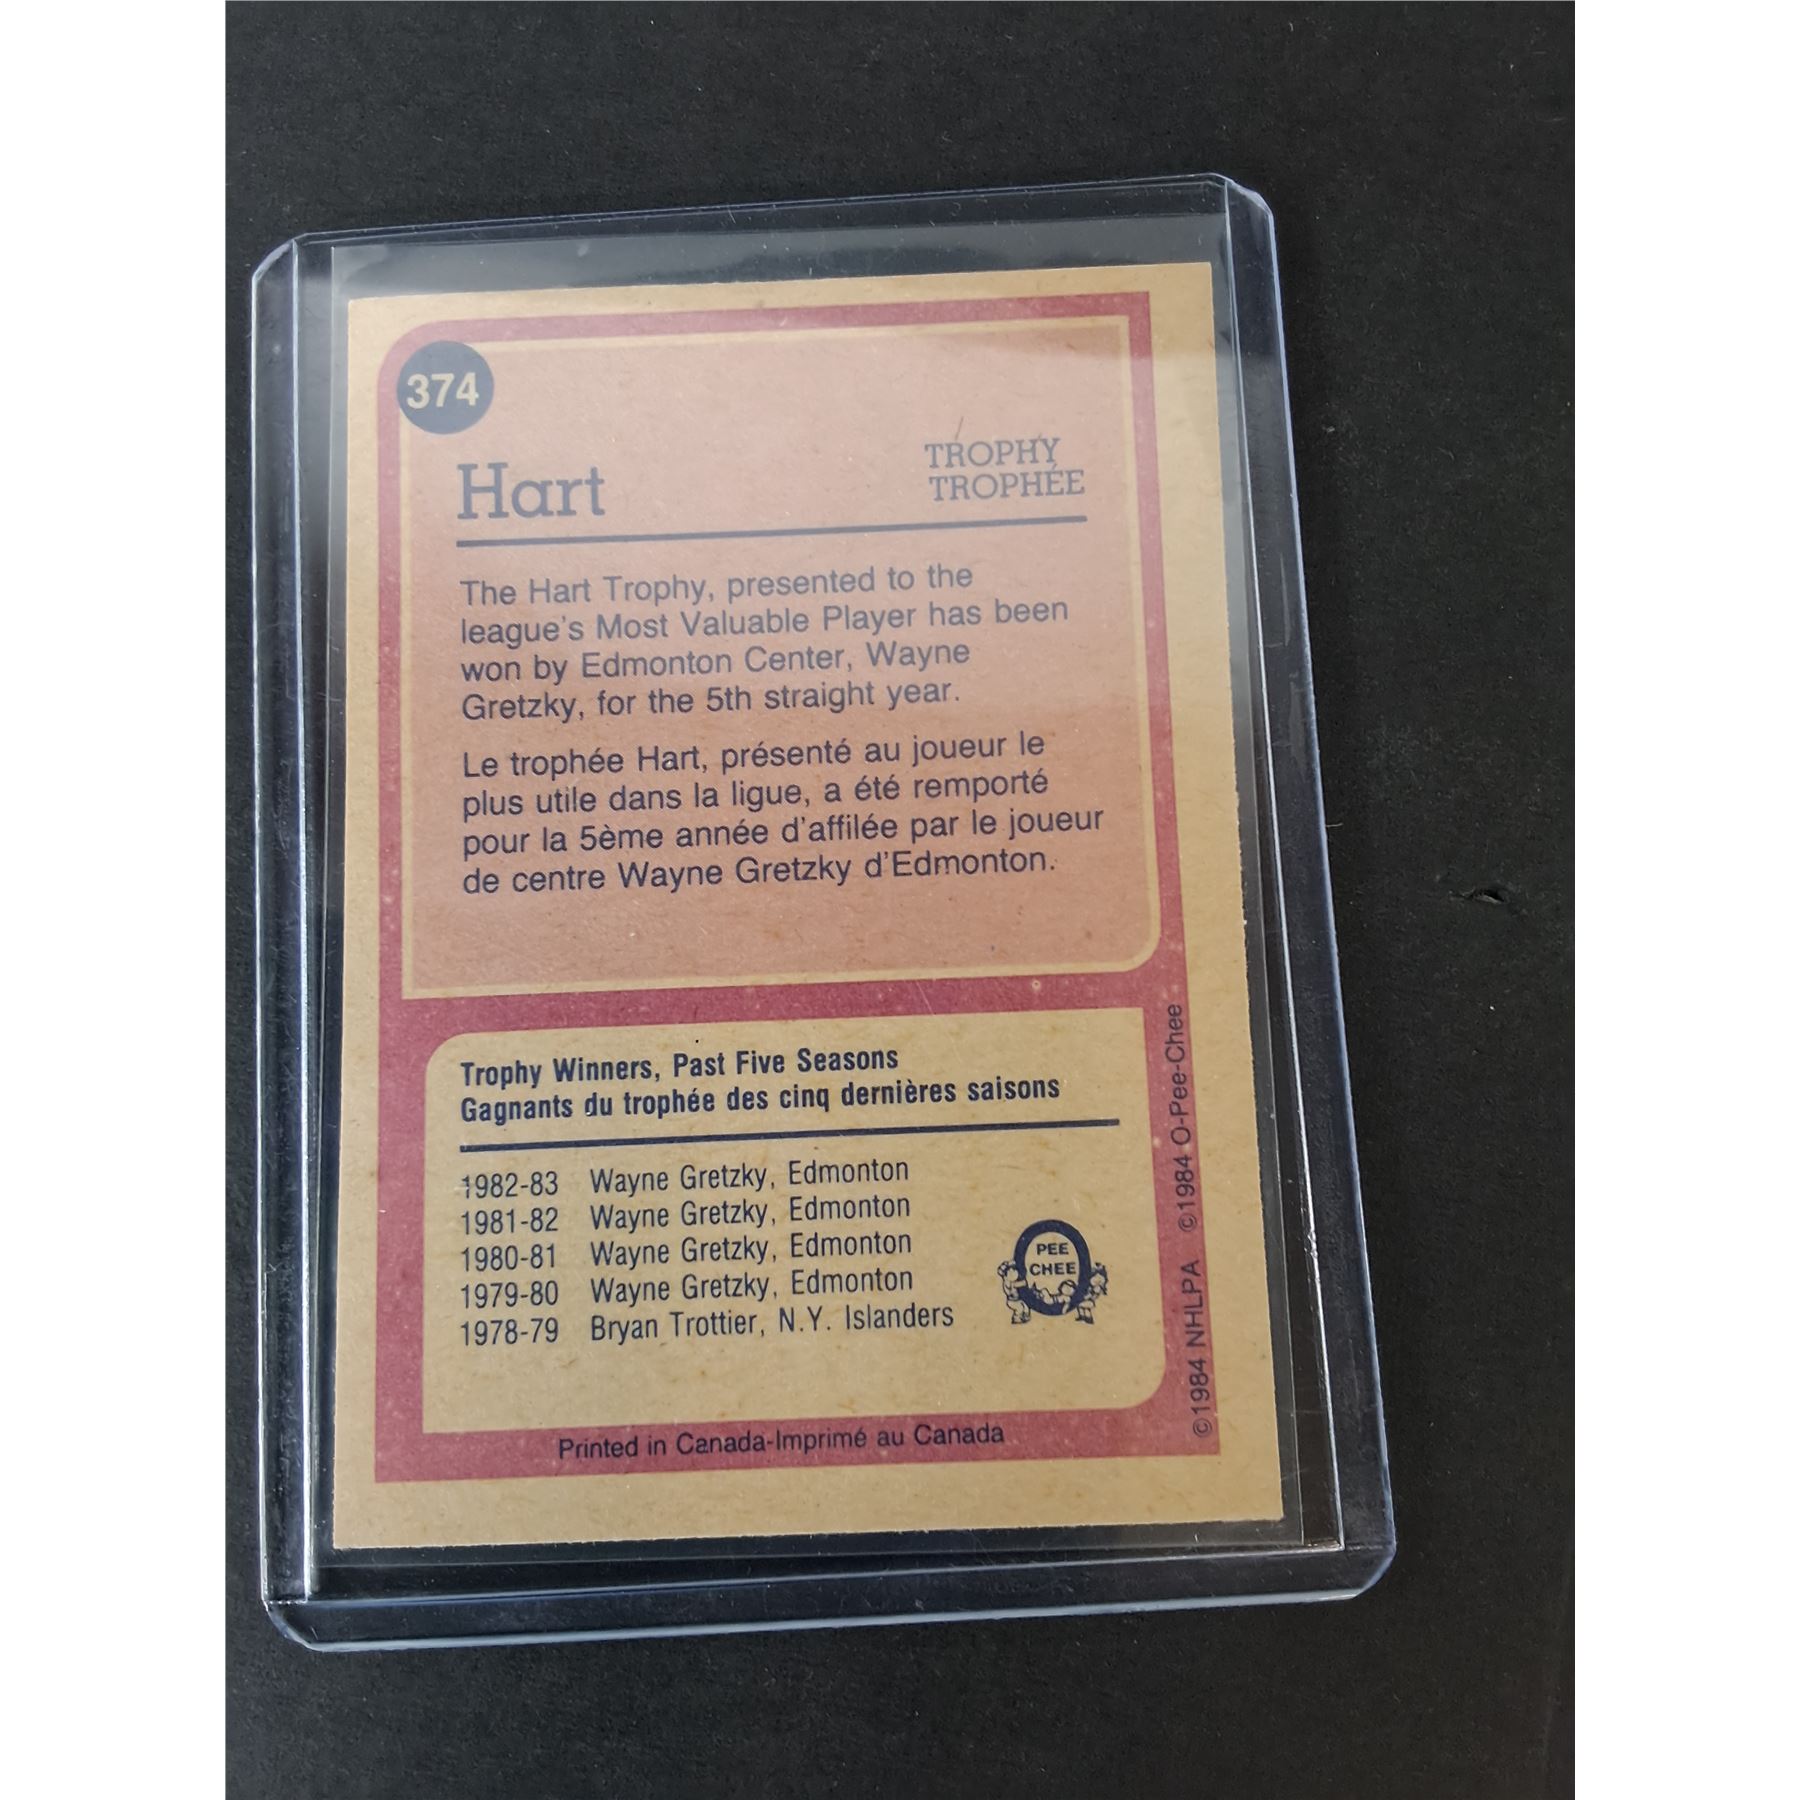 374
Hart
TROPHY
TROPHÉE
The Hart Trophy, presented to the
league's Most Valuable Player has been
won by Edmonton Center, Wayne
Gretzky, for the 5th straight year.
Le trophée Hart, présenté au joueur le
plus utile dans la ligue, a été remporté
pour la 5ème année d'affilée par le joueur
de centre Wayne Gretzky d'Edmonton.
Trophy Winners, Past Five Seasons
Gagnants du trophée des cinq dernières saisons
1982-83 Wayne Gretzky, Edmonton
1981-82 Wayne Gretzky, Edmonton
1980-81 Wayne Gretzky, Edmonton
1979-80 Wayne Gretzky, Edmonton
1978-79 Bryan Trottier, N.Y. Islanders
PEE
CHEE
Printed in Canada-Imprimé au Canada
©1984 NHLPA ©1984 O-Pee-Chee